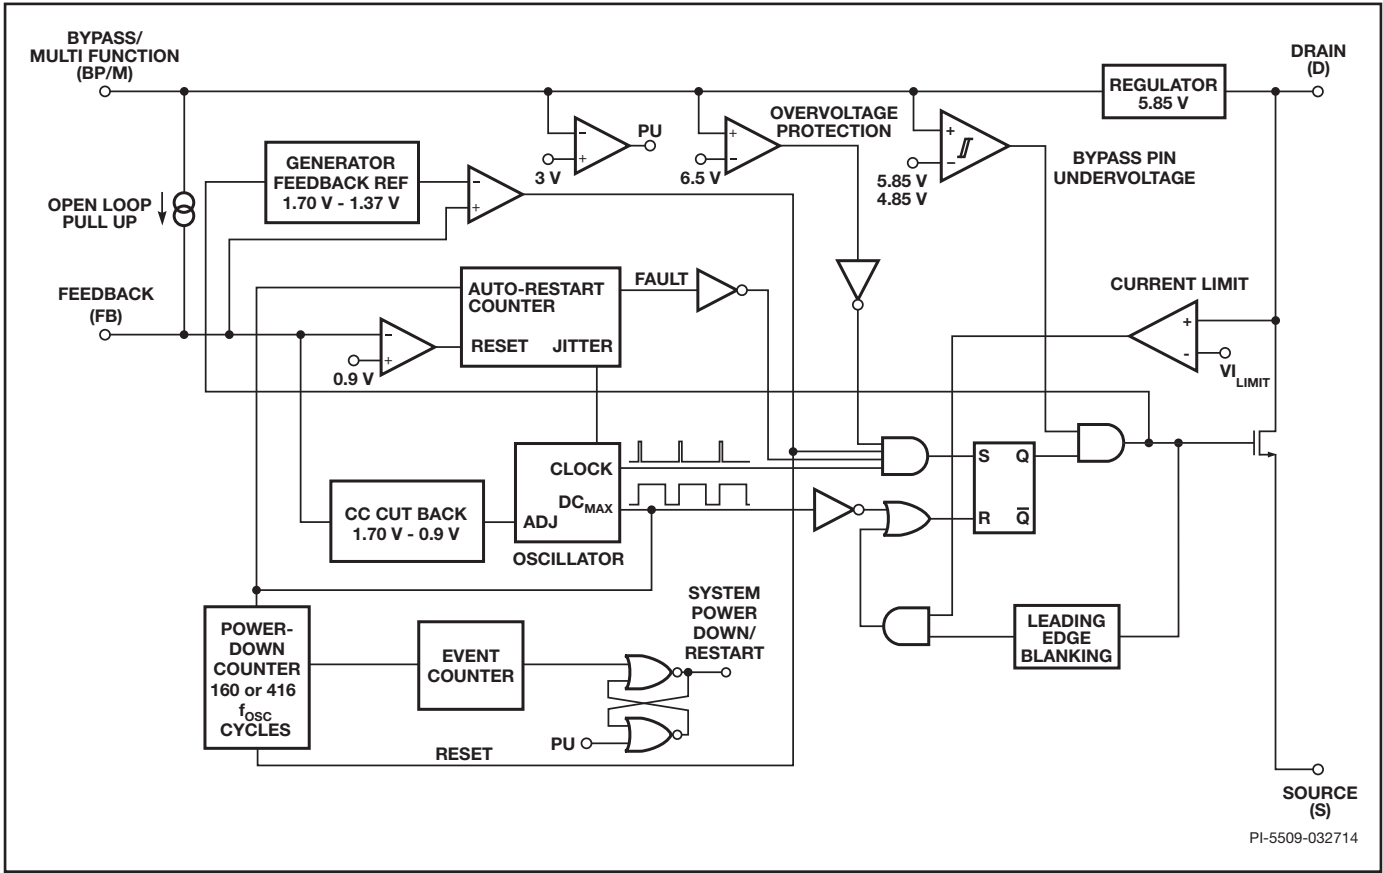 BYPASS/
MULTI FUNCTION
(BP/M)
DRAIN
(D)
REGULATOR
5.85 V
OVERVOLTAGE
PROTECTION
PU
-
+
3 V
+
-
6.5 V
+
-
5.85 V
4.85 V
BYPASS PIN
UNDERVOLTAGE
GENERATOR
FEEDBACK REF
1.70 V - 1.37 V
-
+
OPEN LOOP
PULL UP
FEEDBACK
(FB)
AUTO-RESTART
COUNTER
RESET JITTER
FAULT
-
+
0.9 V
CURRENT LIMIT
+
-
VI LIMIT
CLOCK
DCMAX
ADJ
OSCILLATOR
CC CUT BACK
1.70 V - 0.9 V
S Q
R Q̅
SYSTEM
POWER
DOWN/
RESTART
LEADING
EDGE
BLANKING
POWER-
DOWN
COUNTER
160 or 416
fOSC
CYCLES
EVENT
COUNTER
PU
RESET
SOURCE
(S)
PI-5509-032714